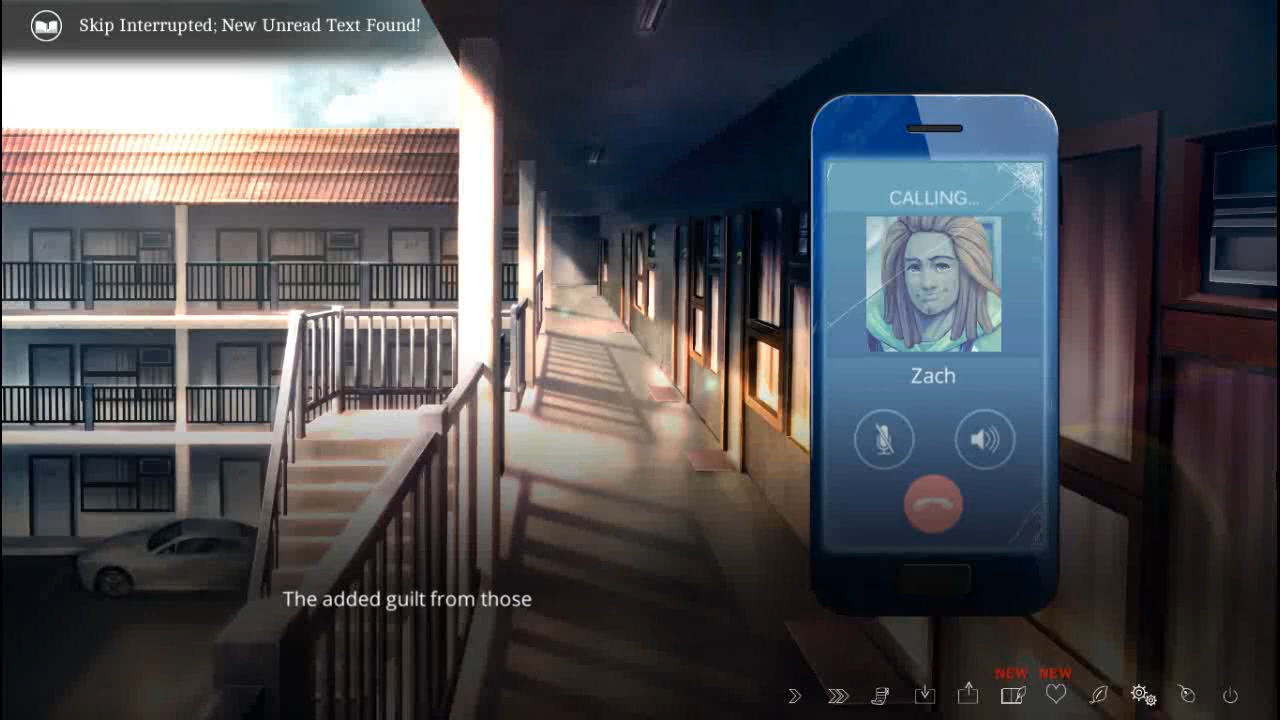 Skip Interrupted; New Unread Text Found!
CALLING...
Zach
The added guilt from those
NEW NEW